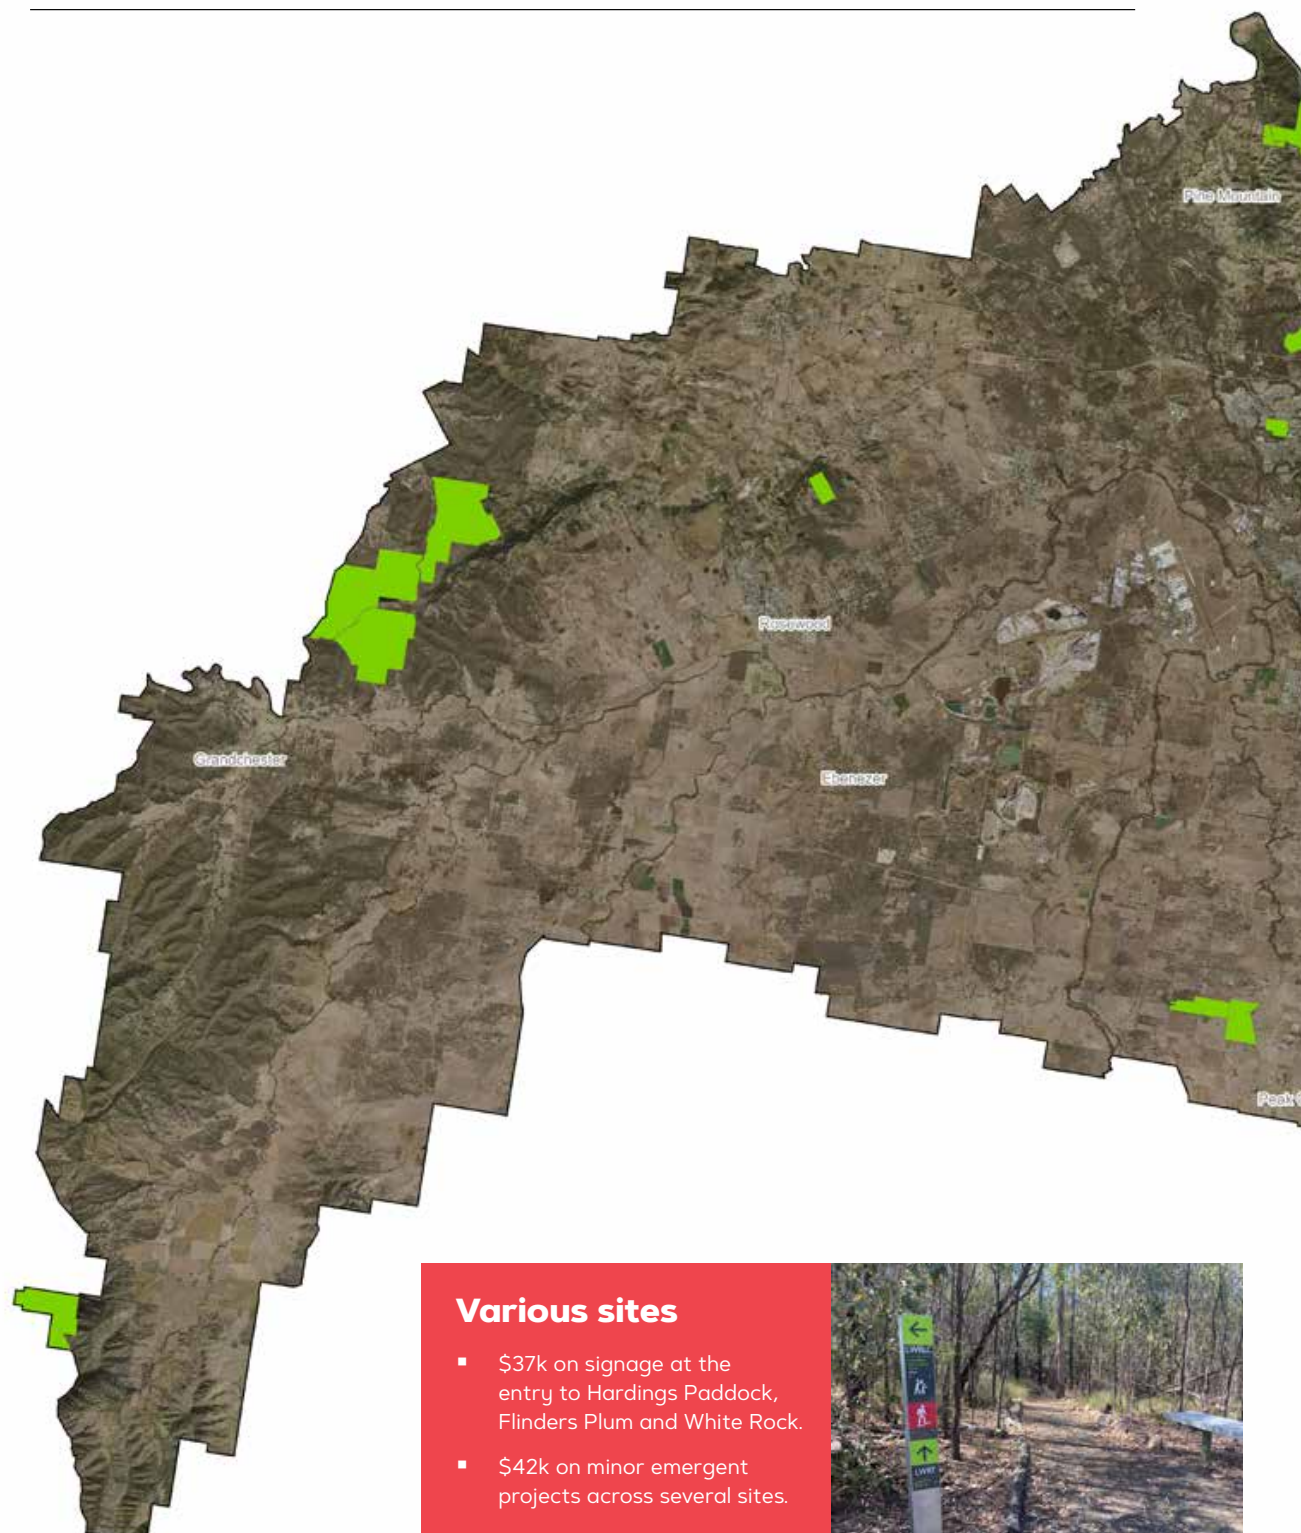 Pine Mountain
Rosewood
Grandchester
Ebenezer
Peak
Various sites
▪ $37k on signage at the
entry to Hardings Paddock,
Flinders Plum and White Rock.
▪ $42k on minor emergent
projects across several sites.